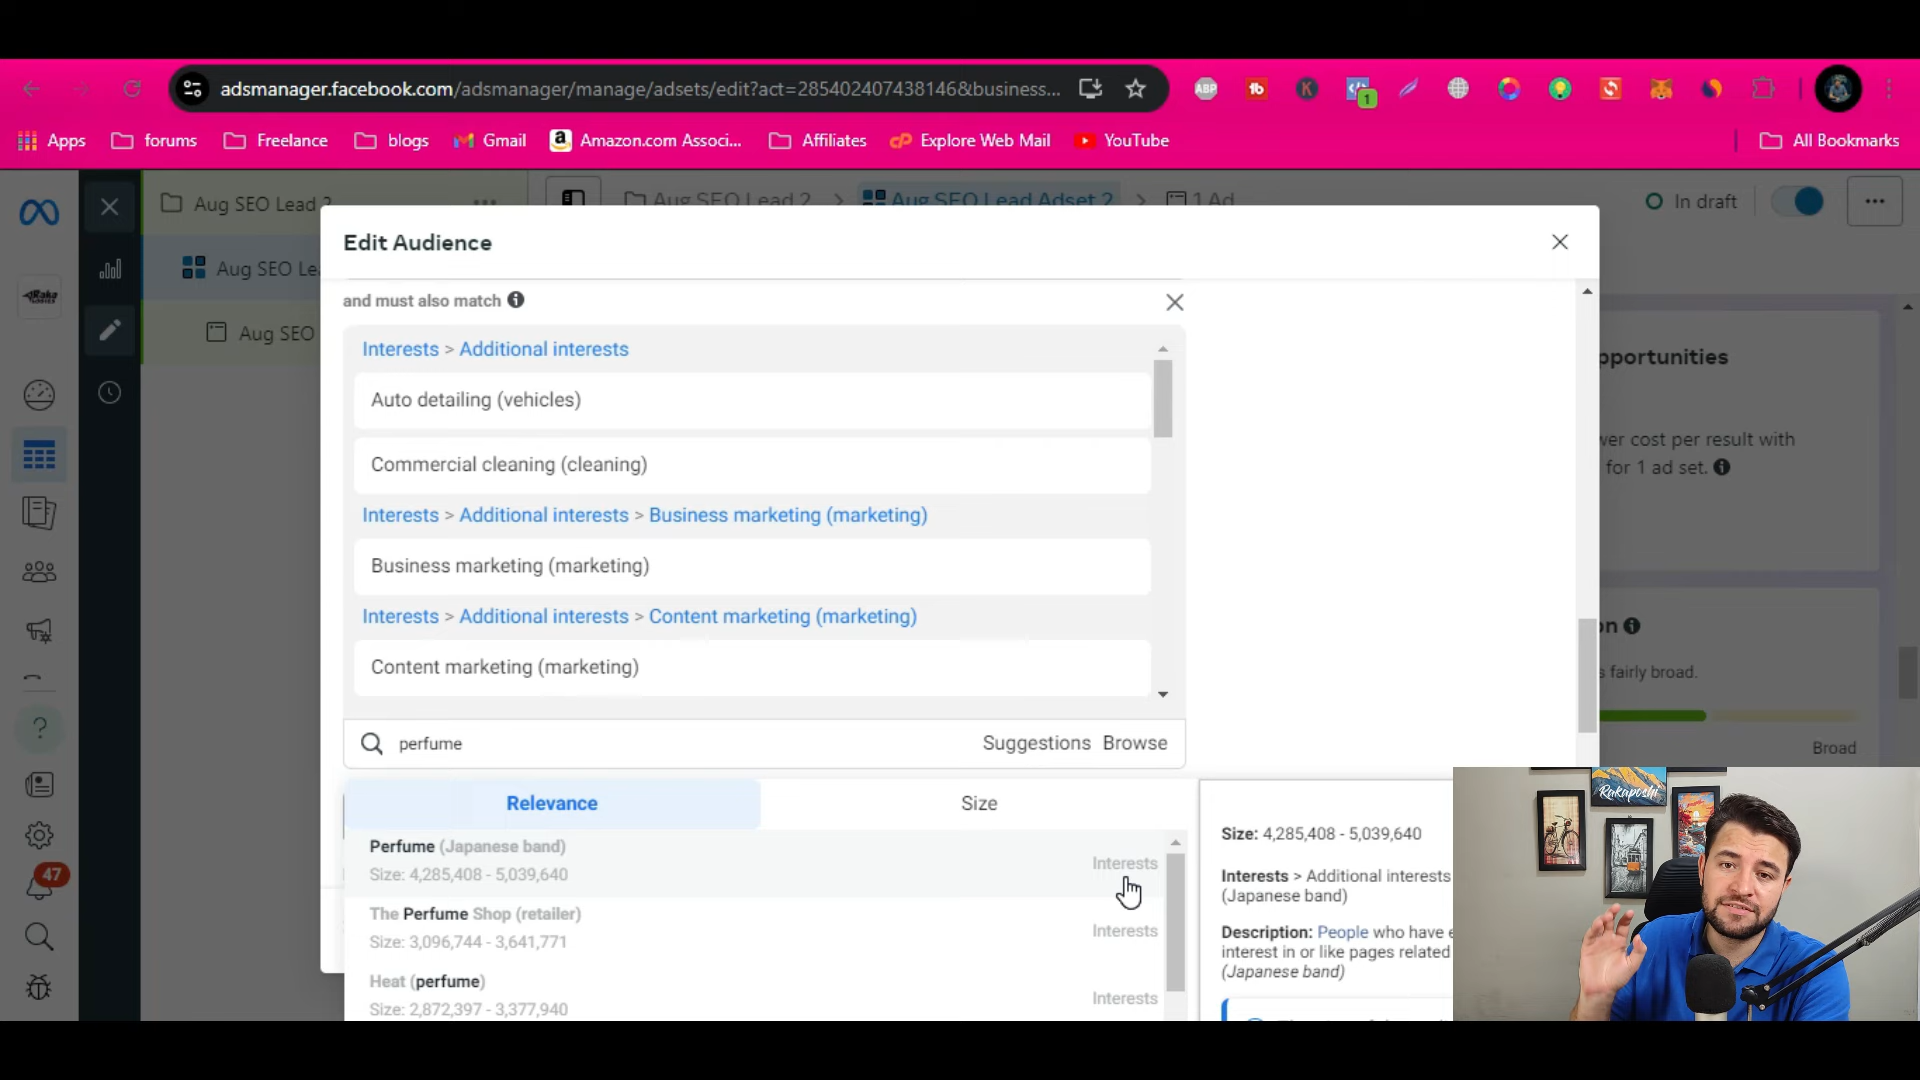 adsmanager.facebook.com/adsmanager/manage/adsets/edit?act=285402407438146&business...
ABP
1b
K
1
Apps
forums
Freelance
blogs
Gmail
Amazon.com Associ...
Affiliates
Explore Web Mail
YouTube
All Bookmarks
Aug SEO Lead 2
Aug SEO Lead 2
Aug SEO Lead Adset 2
1 Ad
In draft
Edit Audience
Aug SEO Lea
Aug SEO
and must also match
Interests > Additional interests
Auto detailing (vehicles)
Commercial cleaning (cleaning)
Interests > Additional interests > Business marketing (marketing)
Business marketing (marketing)
Interests > Additional interests > Content marketing (marketing)
Content marketing (marketing)
perfume
Suggestions
Browse
Relevance
Size
Perfume (Japanese band)
Size: 4,285,408 - 5,039,640
Interests
The Perfume Shop (retailer)
Size: 3,096,744 - 3,641,771
Interests
Heat (perfume)
Size: 2,872,397 - 3,377,940
Interests
Size: 4,285,408 - 5,039,640
Interests > Additional interests
(Japanese band)
Description: People who have e
interest in or like pages related
(Japanese band)
pportunities
wer cost per result with
for 1 ad set.
on
s fairly broad.
Broad
47
Rakaposhi